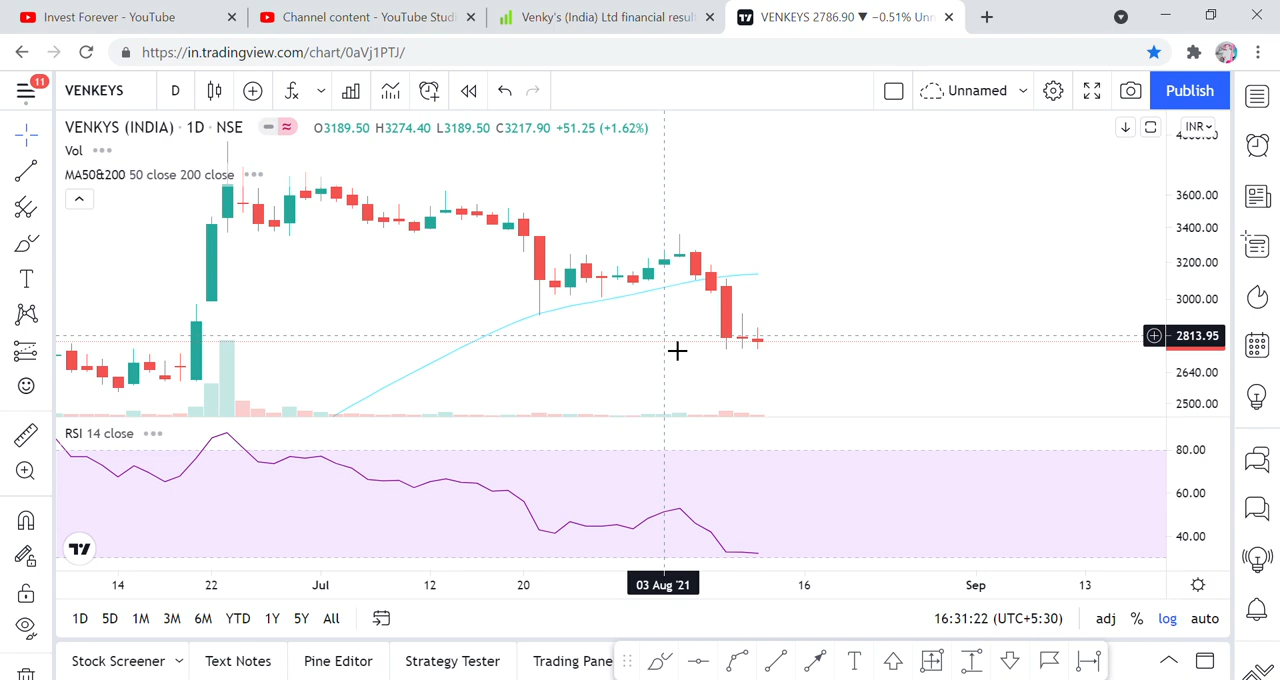 Invest Forever - YouTube
Channel content - YouTube Studi
Venky's (India) Ltd financial resul
VENKEYS 2786.90 ▼ −0.51% Unn
https://in.tradingview.com/chart/0aVj1PTJ/
11
VENKEYS
D
Unnamed
Publish
VENKYS (INDIA) · 1D · NSE
O3189.50 H3274.40 L3189.50 C3217.90 +51.25 (+1.62%)
INR
Vol
MA50&200 50 close 200 close
3600.00
3400.00
3200.00
3000.00
2813.95
2640.00
2500.00
RSI 14 close
80.00
60.00
40.00
14
22
Jul
12
20
03 Aug '21
16
Sep
13
1D 5D 1M 3M 6M YTD 1Y 5Y All
16:31:22 (UTC+5:30)
adj % log auto
Stock Screener
Text Notes
Pine Editor
Strategy Tester
Trading Pane